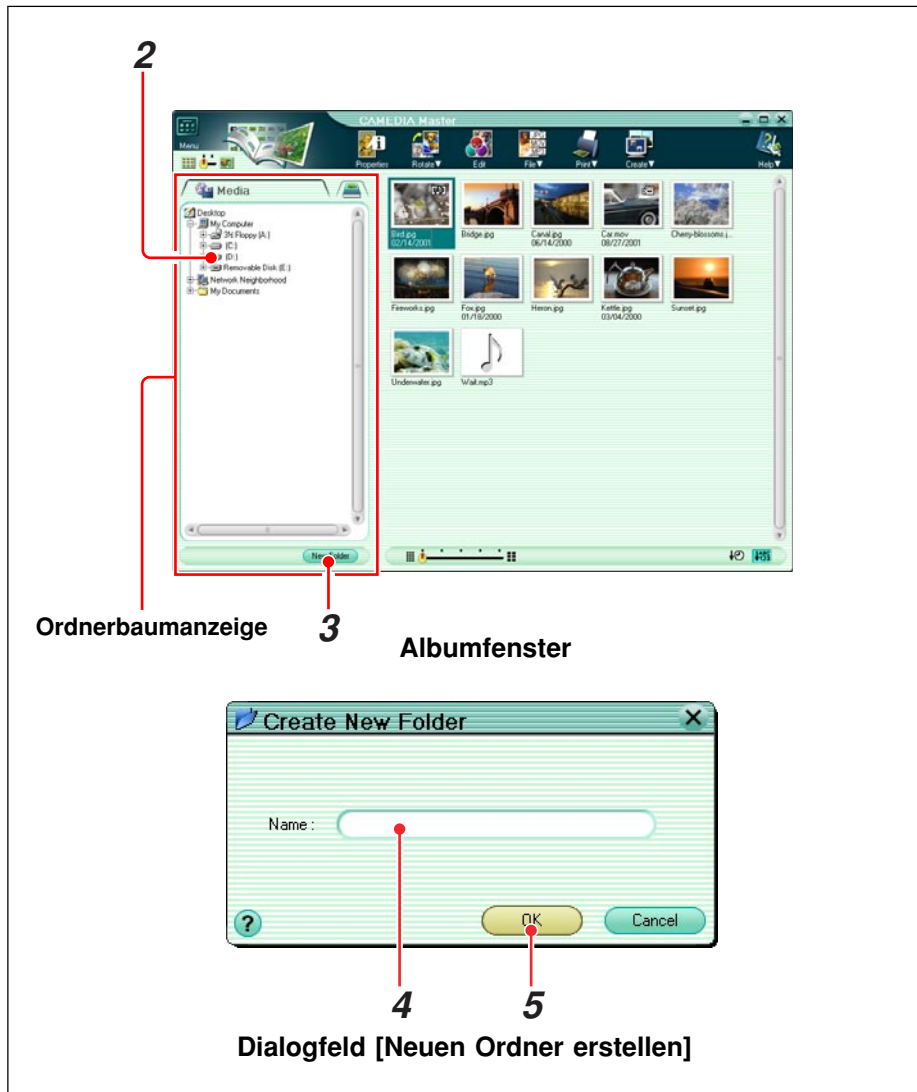 2
CAMEDIA Master
Menu
Properties
Rotate▼
Edit
File▼
Print▼
Create▼
Help▼
Media
Desktop
My Computer
3½ Floppy [A:]
[C:]
[D:]
Removable Disk [E:]
Network Neighborhood
My Documents
Bird.jpg
02/14/2001
Bridge.jpg
Canal.jpg
06/14/2000
Car.mov
08/27/2001
Cherry-blossoms.j...
Fireworks.jpg
Fox.jpg
01/18/2000
Heron.jpg
Kettle.jpg
03/04/2000
Sunset.jpg
Underwater.jpg
Wait.mp3
New Folder
Ordnerbaumanzeige
3
Albumfenster
Create New Folder
Name :
?
OK
Cancel
4
5
Dialogfeld [Neuen Ordner erstellen]